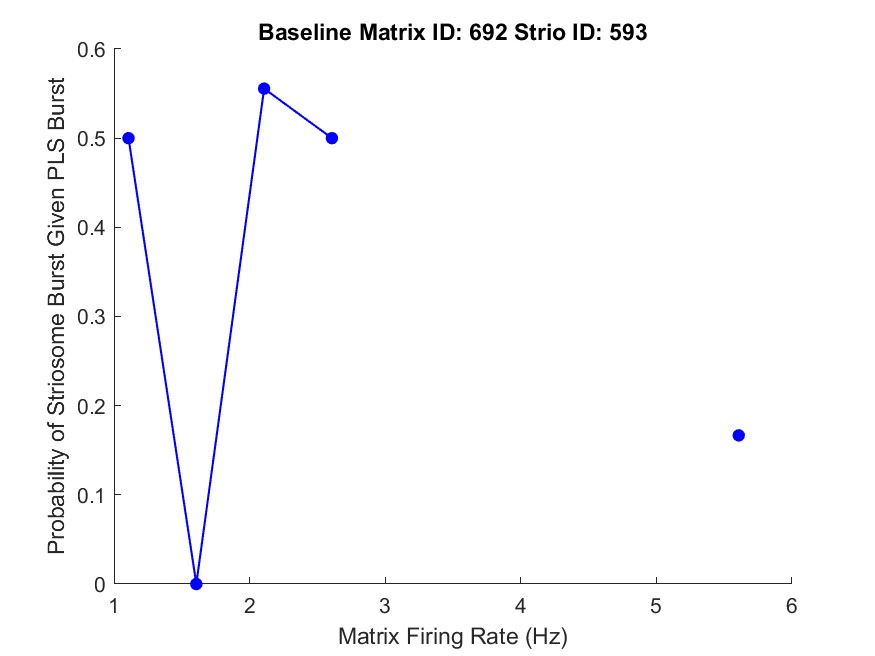 Baseline Matrix ID: 692 Strio ID: 593
Probability of Striosome Burst Given PLS Burst
0.6
0.5
0.4
0.3
0.2
0.1
0
1 2 3 4 5 6
Matrix Firing Rate (Hz)